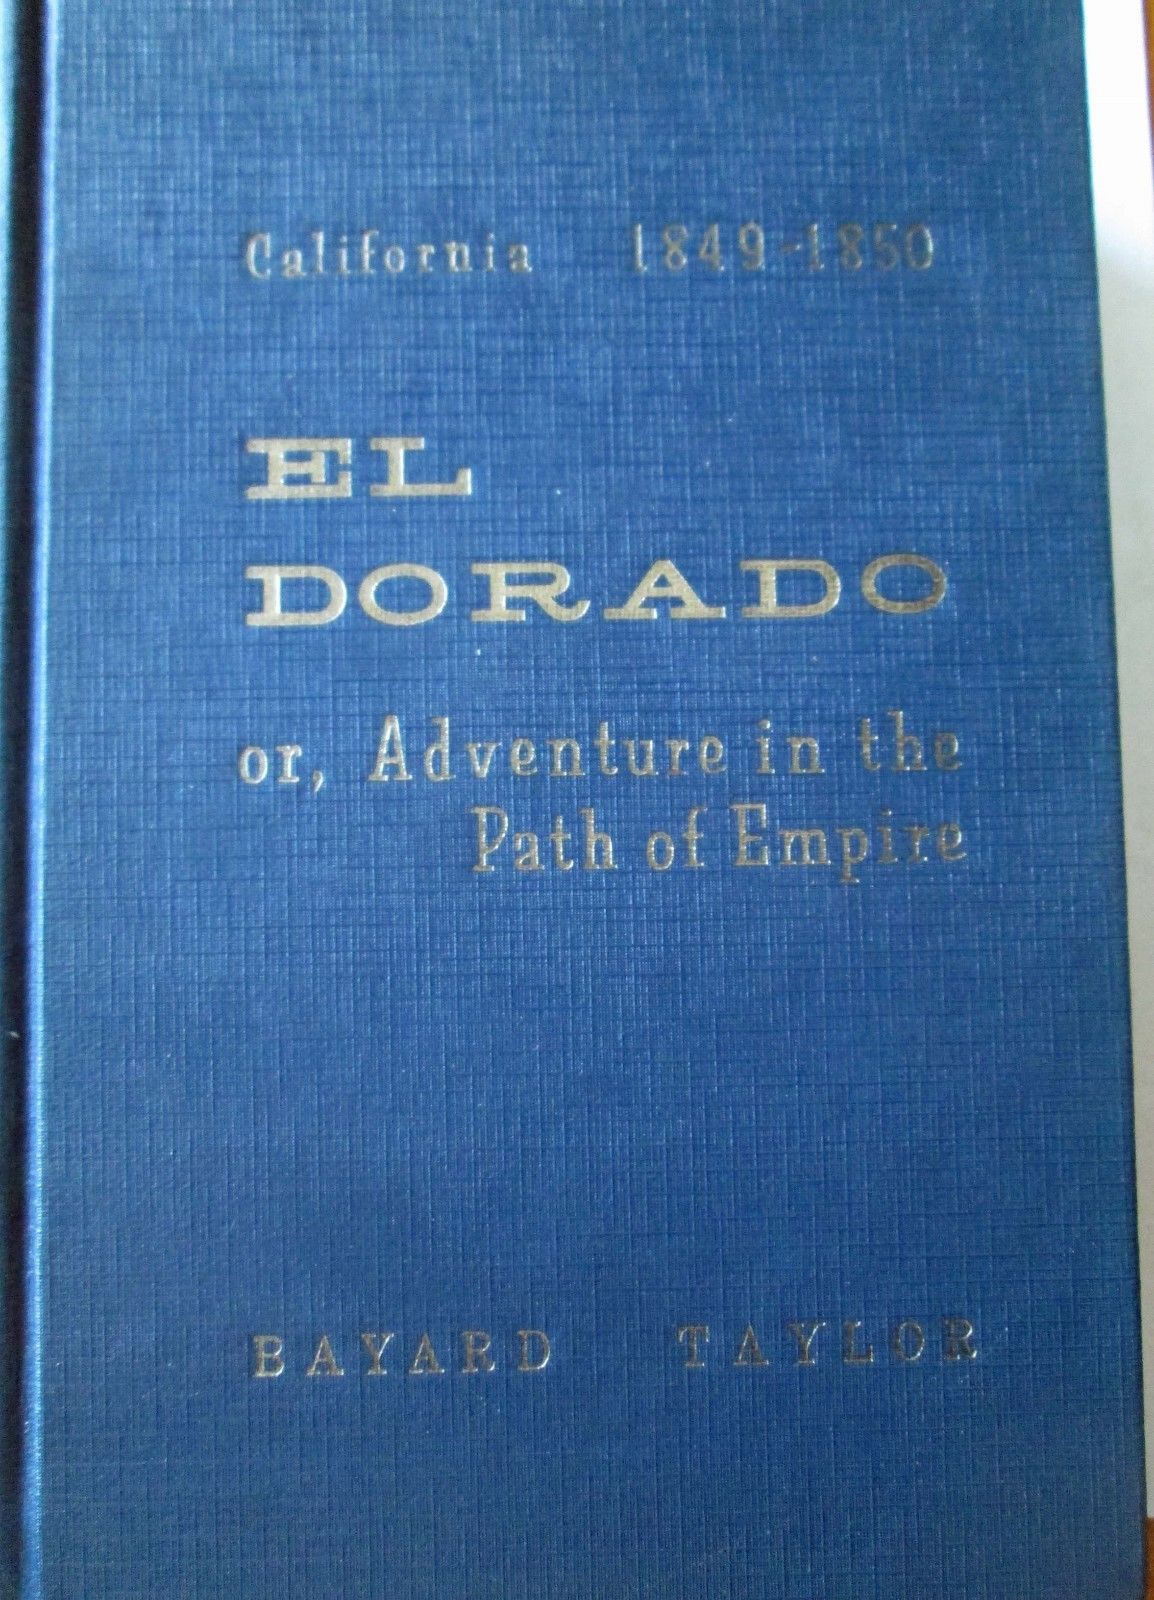 California 1849-1850
EL
DORADO
or, Adventure in the
Path of Empire
BAYARD TAYLOR